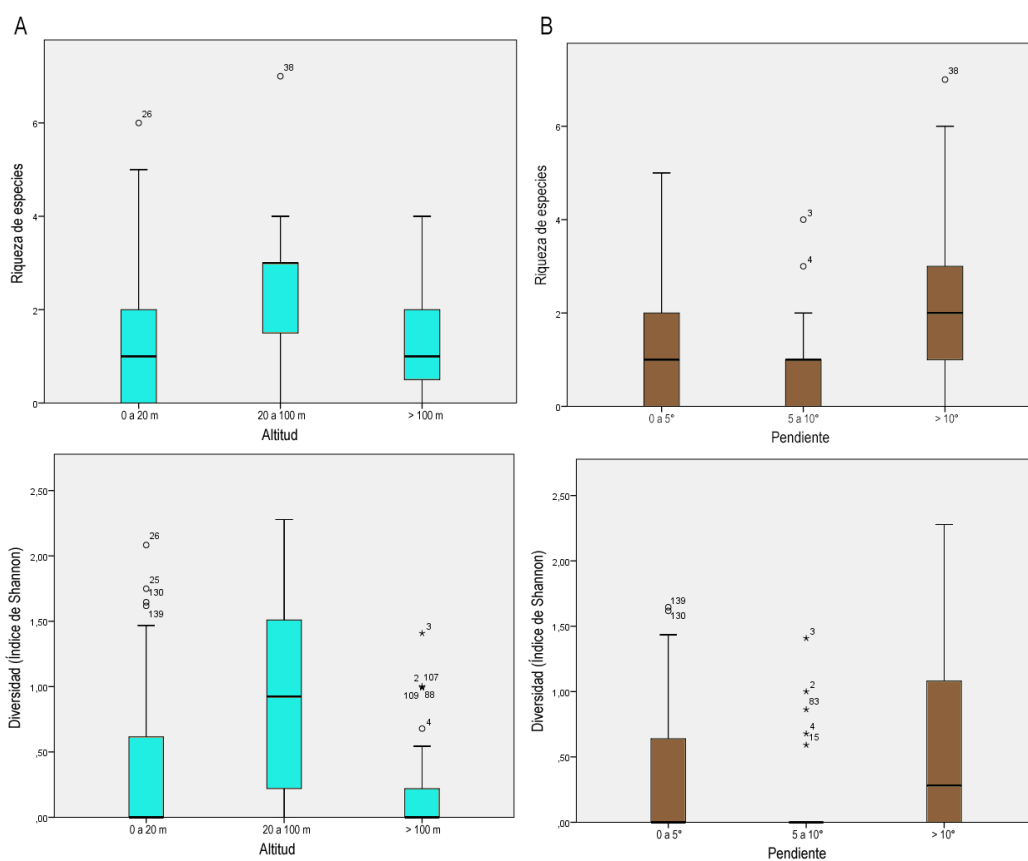 A
Riqueza de especies
6
4
2
0
26
38
0 a 20 m
20 a 100 m
> 100 m
Altitud
B
Riqueza de especies
6
4
2
0
3
4
38
0 a 5°
5 a 10°
> 10°
Pendiente
Diversidad (Índice de Shannon)
2,50
2,00
1,50
1,00
,50
,00
26
25
130
139
3
2 107
109 88
4
0 a 20 m
20 a 100 m
> 100 m
Altitud
Diversidad (Índice de Shannon)
2,50
2,00
1,50
1,00
,50
,00
139
130
3
2
83
4
15
0 a 5°
5 a 10°
> 10°
Pendiente